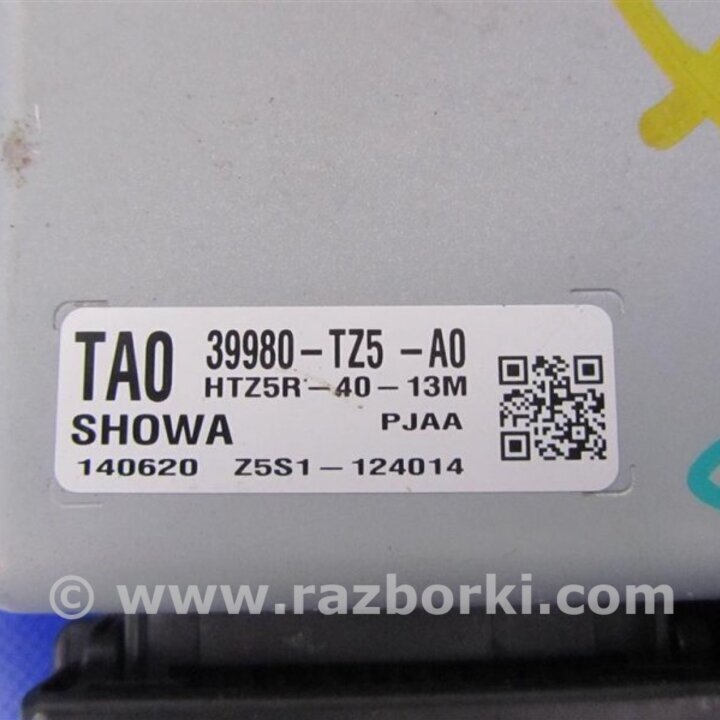 TA0 39980-TZ5-A0
HTZ5R-40-13M
SHOWA PJAA
140620 Z5S1-124014
© www.razborki.com